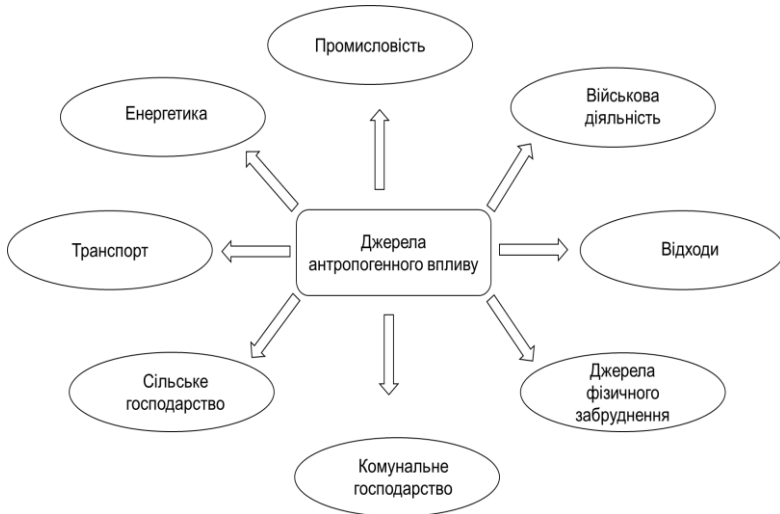 Промисловість
Енергетика
Військова
діяльність
Транспорт
Джерела
антропогенного впливу
Відходи
Сільське
господарство
Джерела
фізичного
забруднення
Комунальне
господарство